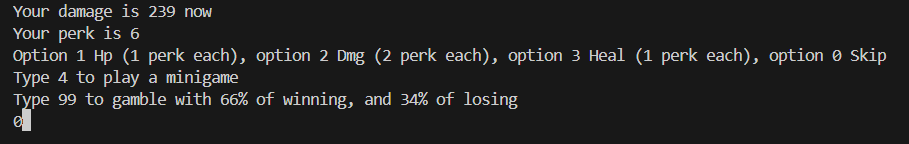 Your damage is 239 now
Your perk is 6
Option 1 Hp (1 perk each), option 2 Dmg (2 perk each), option 3 Heal (1 perk each), option 0 Skip
Type 4 to play a minigame
Type 99 to gamble with 66% of winning, and 34% of losing
0